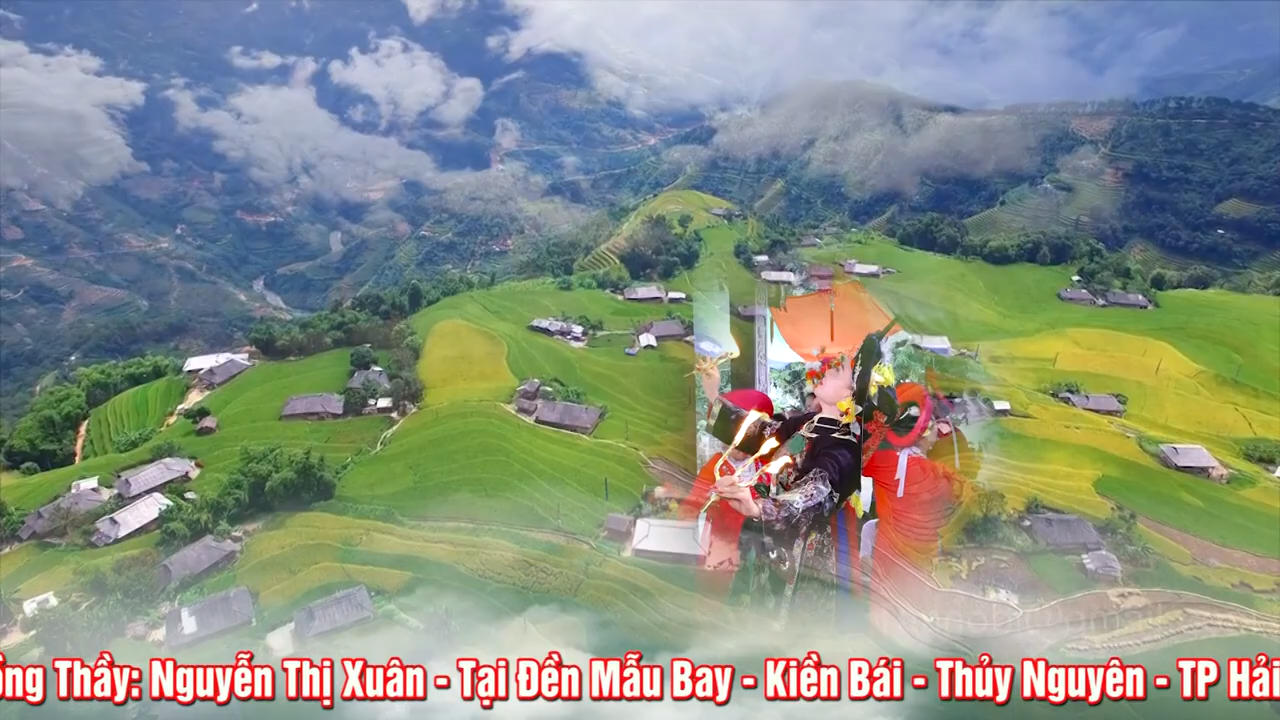 ồng Thầy: Nguyễn Thị Xuân - Tại Đền Mẫu Bay - Kiền Bái - Thủy Nguyên - TP Hải